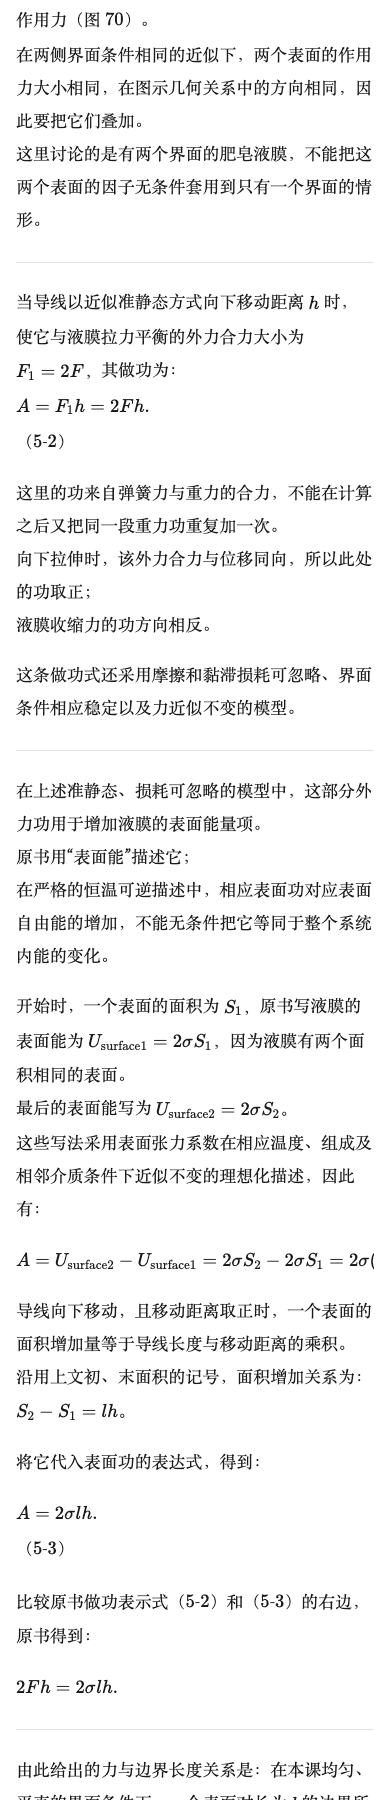 作用力（图 70）。
在两侧界面条件相同的近似下，两个表面的作用
力大小相同，在图示几何关系中的方向相同，因
此要把它们叠加。
这里讨论的是有两个界面的肥皂液膜，不能把这
两个表面的因子无条件套用到只有一个界面的情
形。
当导线以近似准静态方式向下移动距离 h 时，
使它与液膜拉力平衡的外力合力大小为
F₁ = 2F，其做功为：
A = F₁h = 2Fh.
（5-2）
这里的功来自弹簧力与重力的合力，不能在计算
之后又把同一段重力功重复加一次。
向下拉伸时，该外力合力与位移同向，所以此处
的功取正；
液膜收缩力的功方向相反。
这条做功式还采用摩擦和黏滞损耗可忽略、界面
条件相应稳定以及力近似不变的模型。
在上述准静态、损耗可忽略的模型中，这部分外
力功用于增加液膜的表面能量项。
原书用“表面能”描述它；
在严格的恒温可逆描述中，相应表面功对应表面
自由能的增加，不能无条件把它等同于整个系统
内能的变化。
开始时，一个表面的面积为 S₁，原书写液膜的
表面能为 U_surface1 = 2σS₁，因为液膜有两个面
积相同的表面。
最后的表面能写为 U_surface2 = 2σS₂。
这些写法采用表面张力系数在相应温度、组成及
相邻介质条件下近似不变的理想化描述，因此
有：
A = U_surface2 − U_surface1 = 2σS₂ − 2σS₁ = 2σ(
导线向下移动，且移动距离取正时，一个表面的
面积增加量等于导线长度与移动距离的乘积。
沿用上文初、末面积的记号，面积增加关系为：
S₂ − S₁ = lh。
将它代入表面功的表达式，得到：
A = 2σlh.
（5-3）
比较原书做功表示式（5-2）和（5-3）的右边，
原书得到：
2Fh = 2σlh.
由此给出的力与边界长度关系是：在本课均匀、